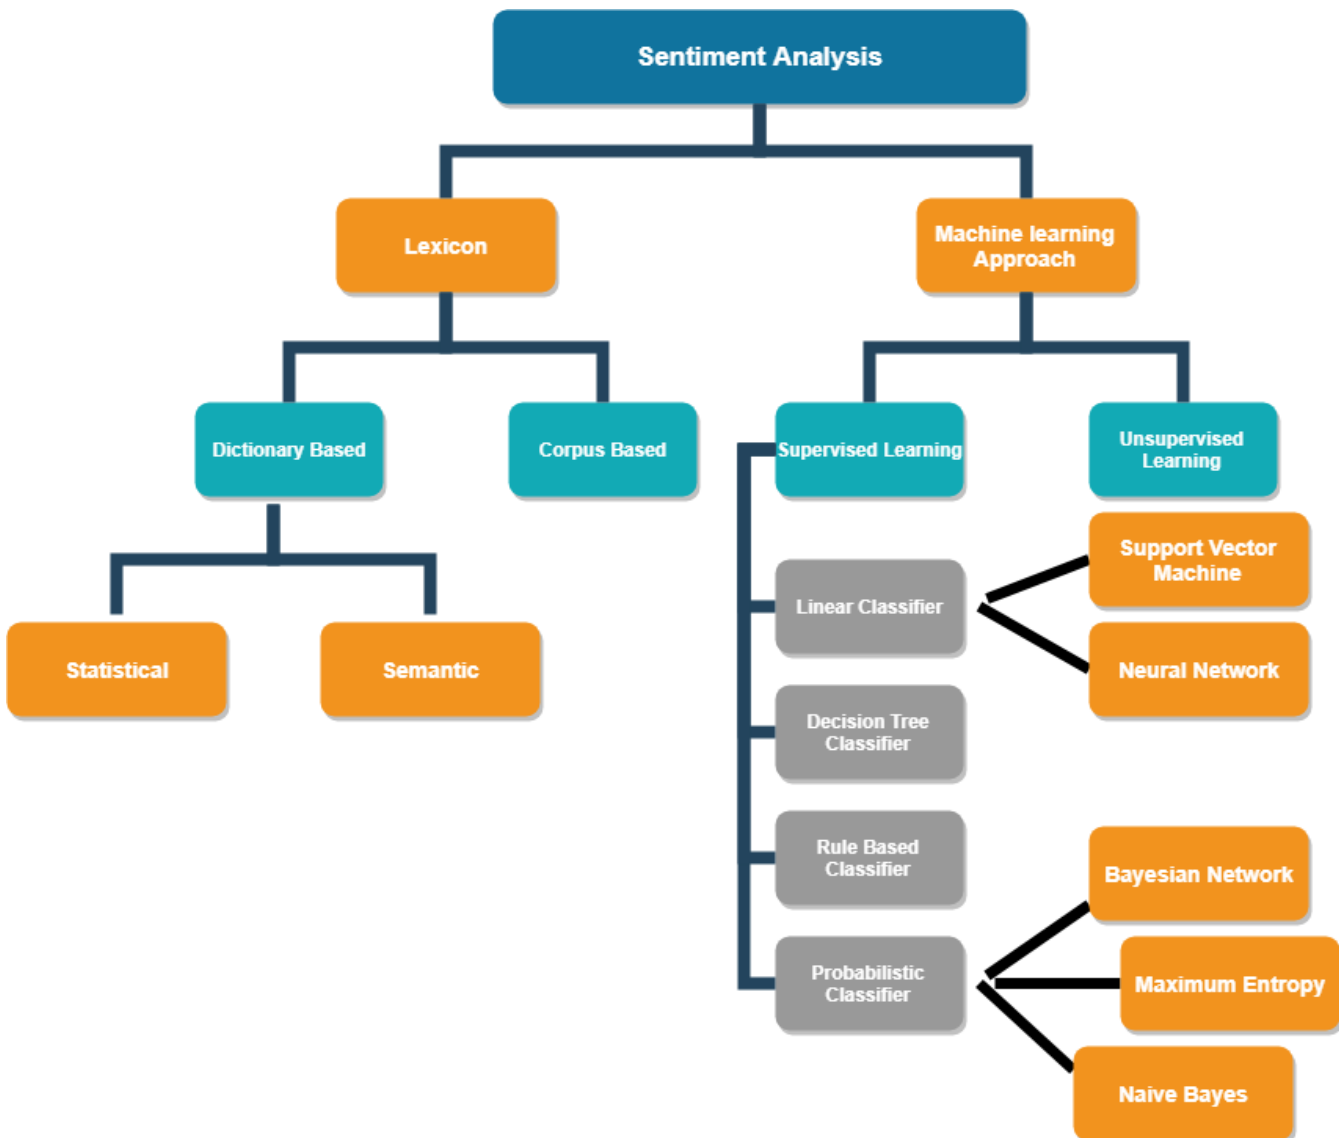 Sentiment Analysis
Lexicon
Machine learning
Approach
Dictionary Based
Corpus Based
Supervised Learning
Unsupervised
Learning
Statistical
Semantic
Linear Classifier
Support Vector
Machine
Neural Network
Decision Tree
Classifier
Rule Based
Classifier
Probabilistic
Classifier
Bayesian Network
Maximum Entropy
Naive Bayes